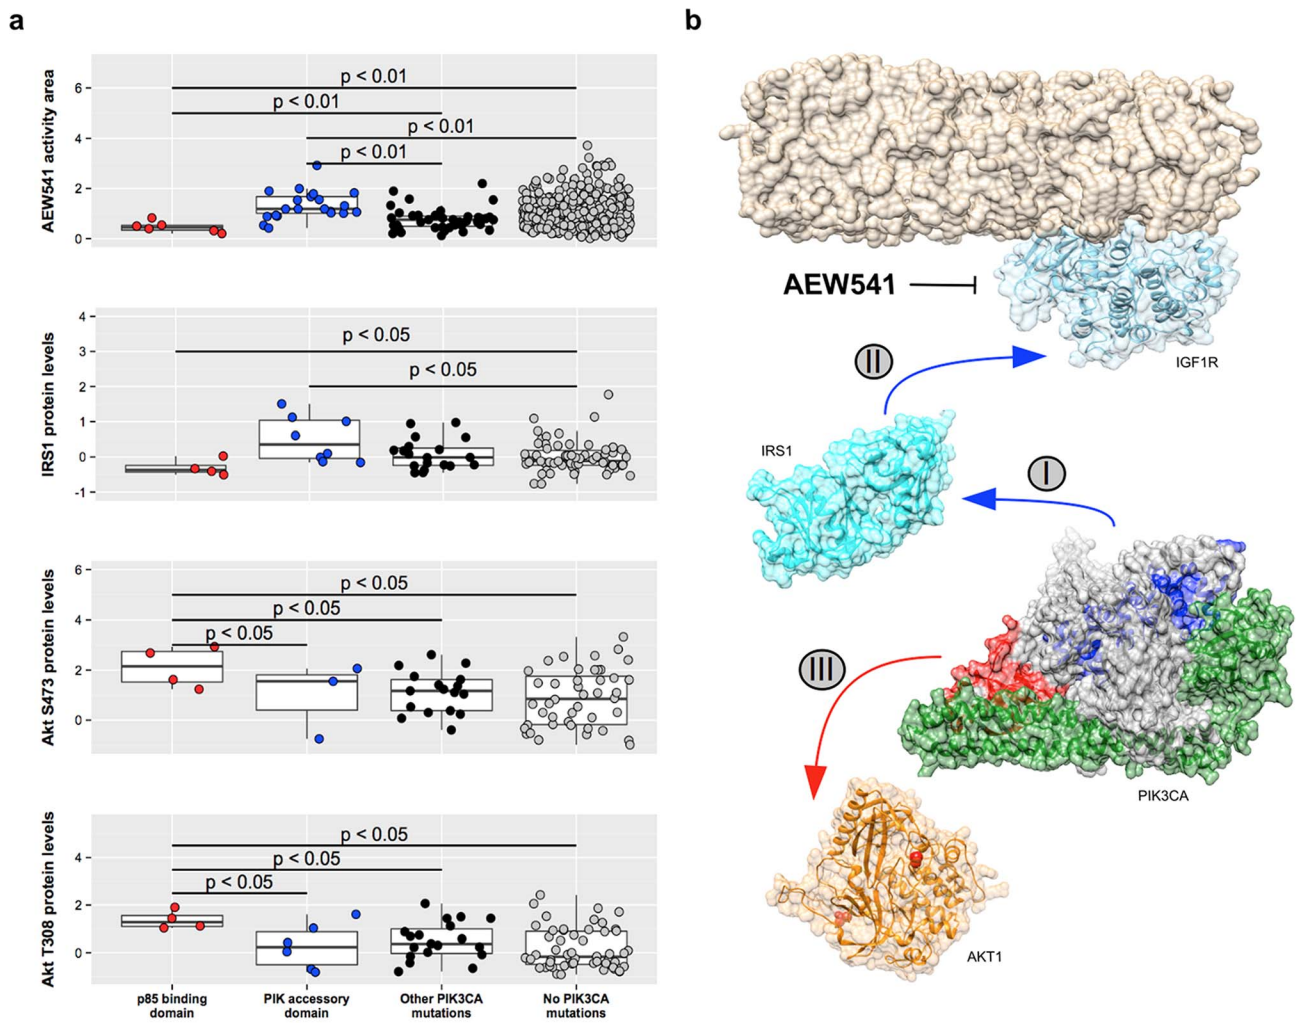 a
AEW541 activity area
6
4
2
0
p < 0.01
p < 0.01
p < 0.01
p < 0.01
IRS1 protein levels
4
3
2
1
0
-1
p < 0.05
p < 0.05
Akt S473 protein levels
6
4
2
0
p < 0.05
p < 0.05
p < 0.05
Akt T308 protein levels
4
2
0
p < 0.05
p < 0.05
p < 0.05
p85 binding
domain
PIK accessory
domain
Other PIK3CA
mutations
No PIK3CA
mutations
b
AEW541
IGF1R
II
IRS1
I
III
PIK3CA
AKT1